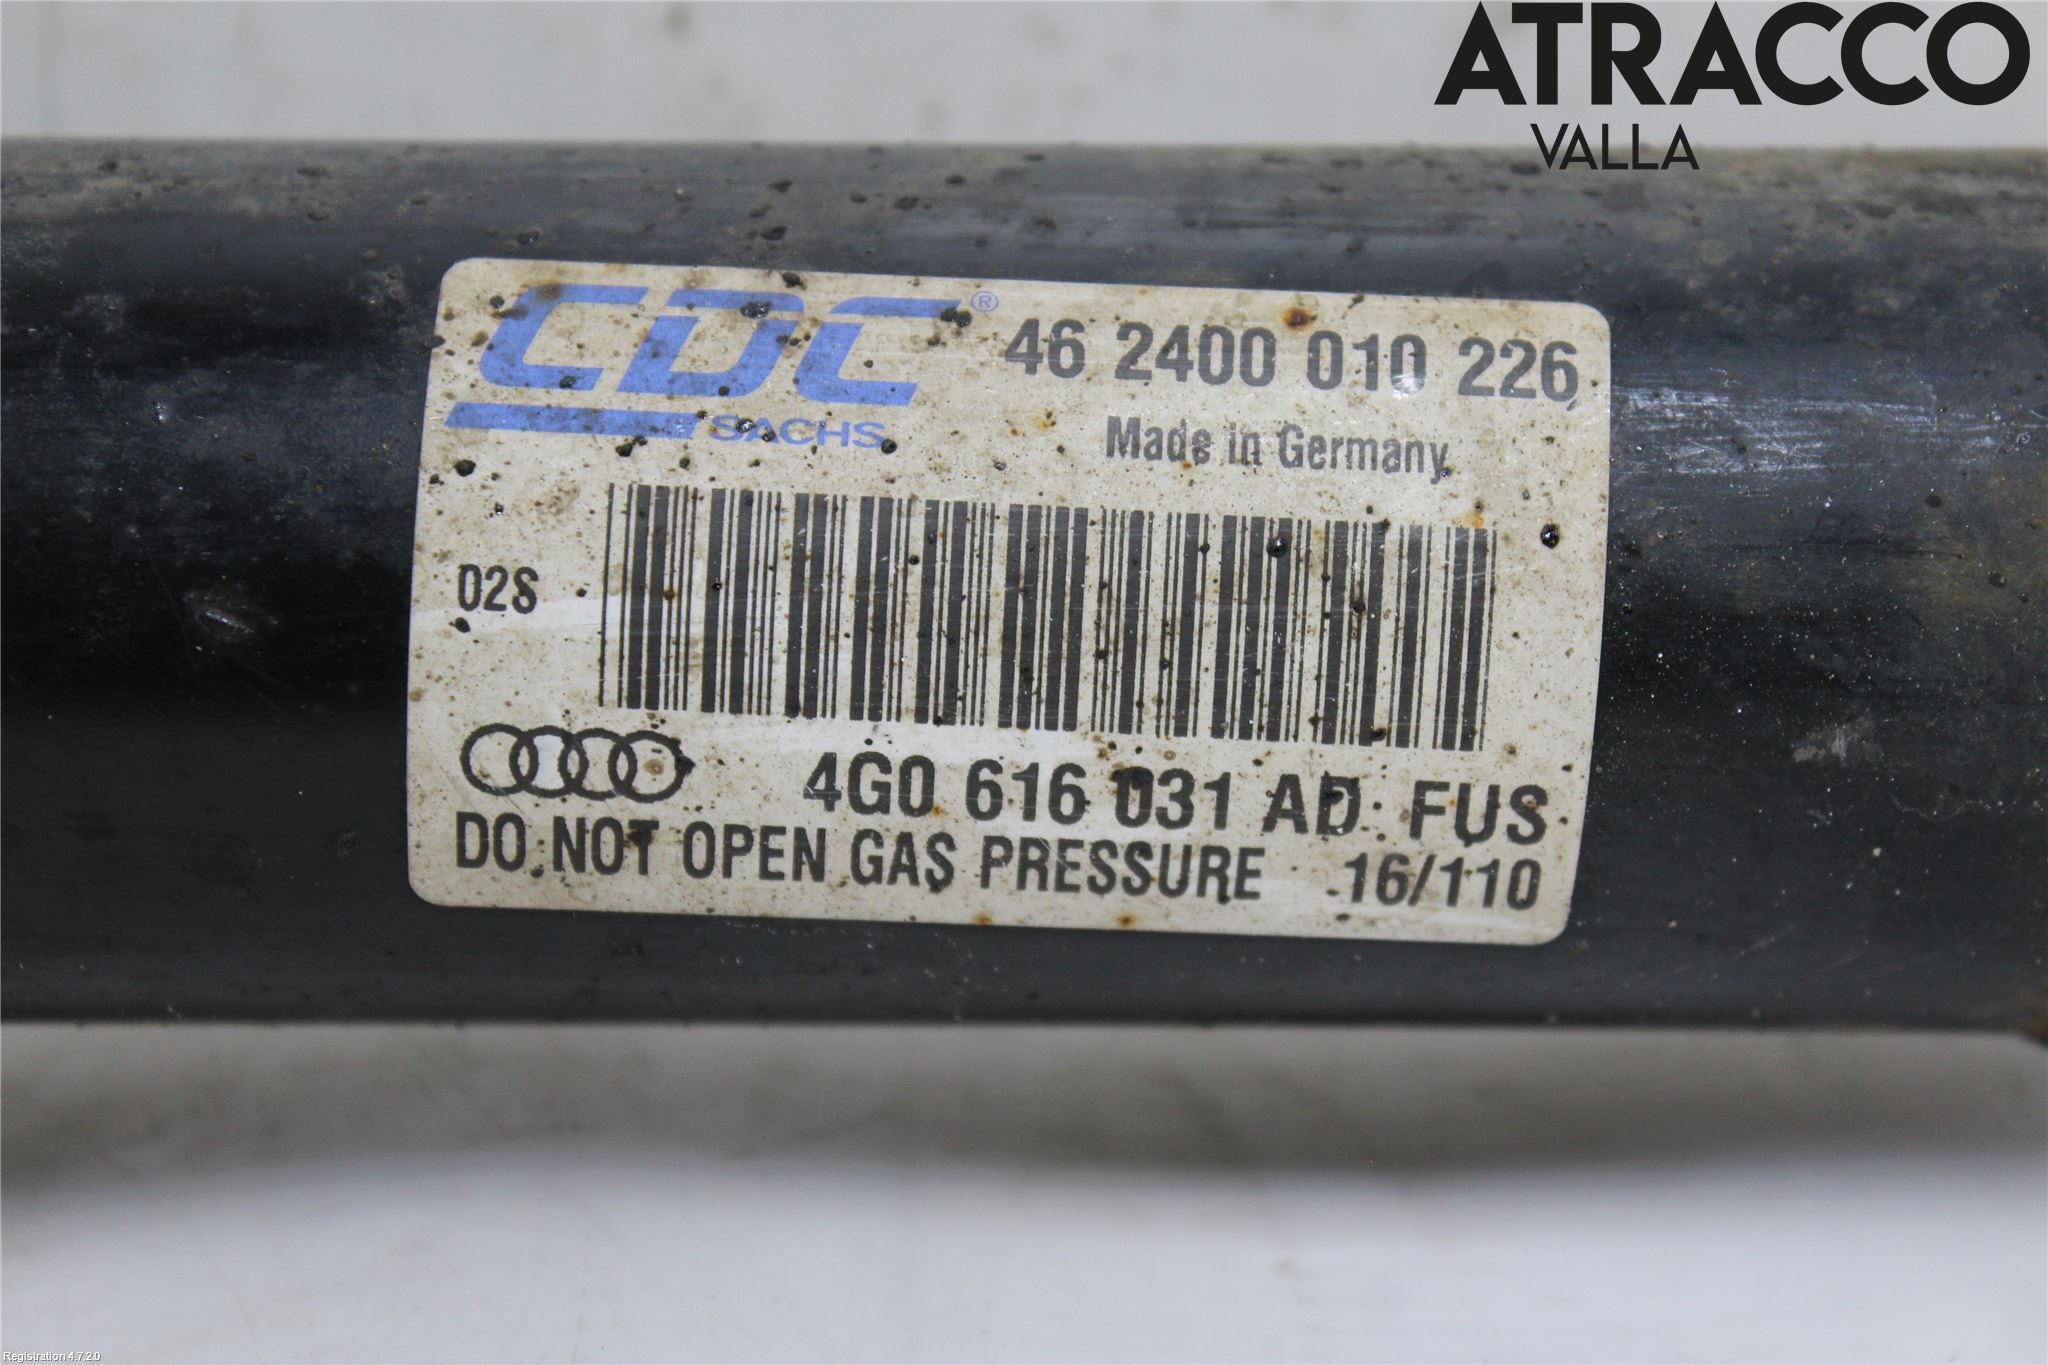 ATRACCO
VALLA
CDC® 46 2400 010 226
SACHS
Made in Germany
02S
4G0 616 031 AD FUS
DO NOT OPEN GAS PRESSURE 16/110
Registration 4.7.2.0